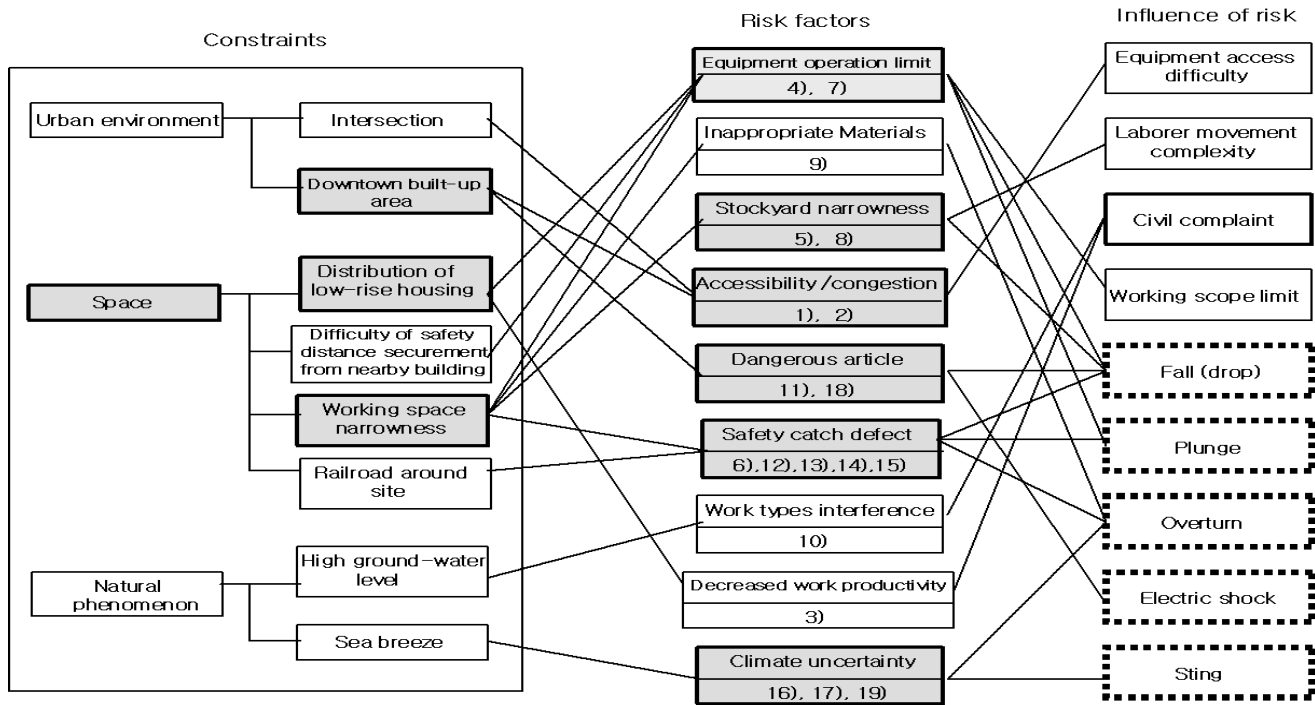 Constraints
Urban environment
Intersection
Downtown built-up
area
Space
Distribution of
low-rise housing
Difficulty of safety
distance securement
from nearby building
Working space
narrowness
Railroad around
site
Natural
phenomenon
High ground-water
level
Sea breeze
Risk factors
Equipment operation limit
4), 7)
Inappropriate Materials
9)
Stockyard narrowness
5), 8)
Accessibility/congestion
1), 2)
Dangerous article
11), 18)
Safety catch defect
6),12),13),14),15)
Work types interference
10)
Decreased work productivity
3)
Climate uncertainty
16), 17), 19)
Influence of risk
Equipment access
difficulty
Laborer movement
complexity
Civil complaint
Working scope limit
Fall (drop)
Plunge
Overturn
Electric shock
Sting